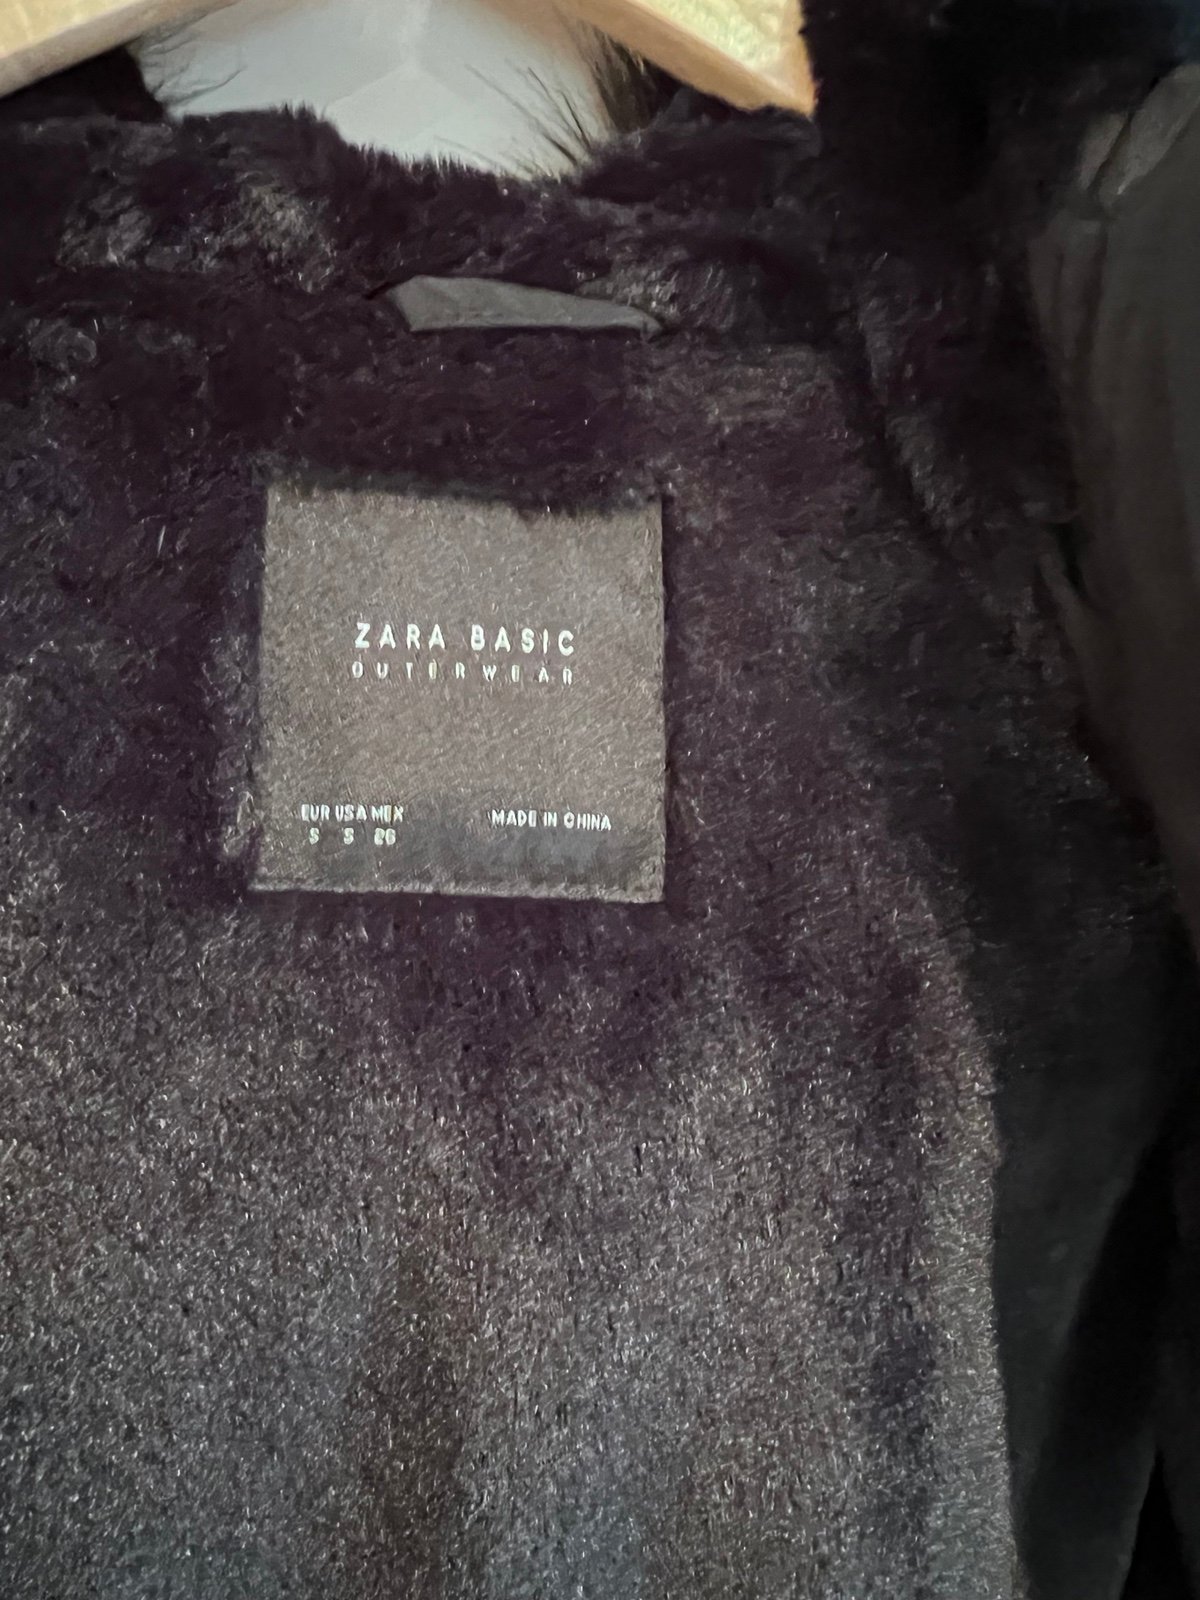 ZARA BASIC
OUTERWEAR
EUR USA MEX
S S 26
MADE IN CHINA